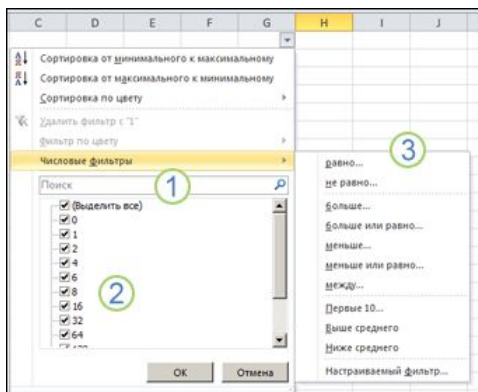 C D E F G H I J
Сортировка от минимального к максимальному
Сортировка от максимального к минимальному
Сортировка по цвету
Удалить фильтр с "1"
Фильтр по цвету
Числовые фильтры
Поиск
1
(Выделить все)
0
1
2
4
6
8
16
32
64
128
2
ОК Отмена
3
равно...
не равно...
больше...
больше или равно...
меньше...
меньше или равно...
между...
Первые 10...
Выше среднего
Ниже среднего
Настраиваемый фильтр...